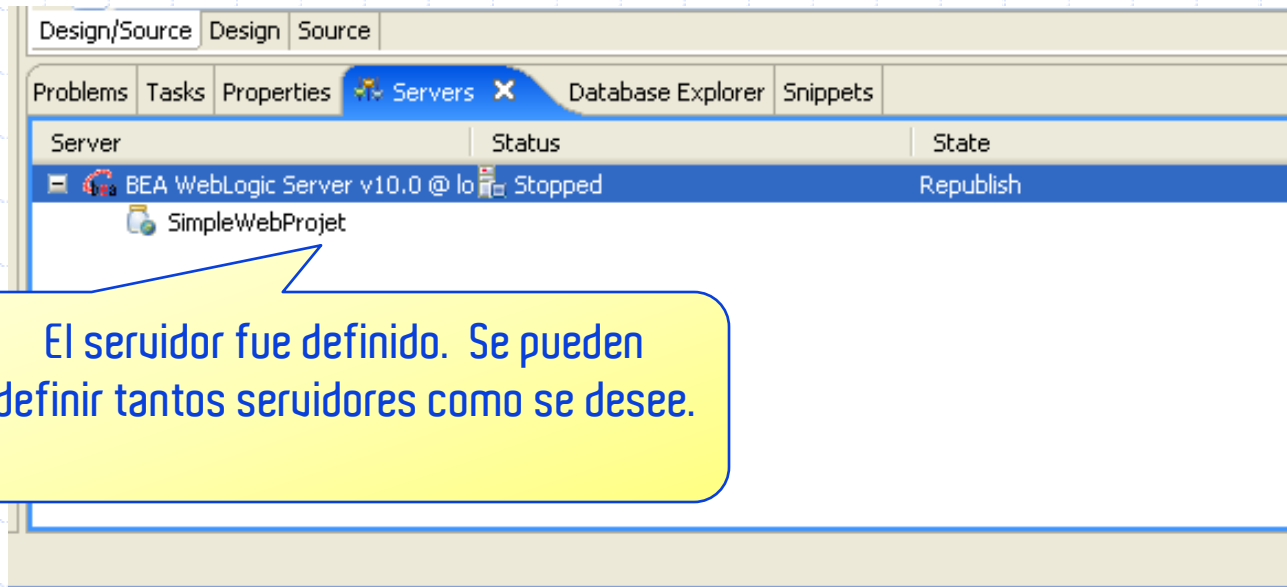 Design/Source Design Source
Problems Tasks Properties Servers Database Explorer Snippets
Server Status State
BEA WebLogic Server v10.0 @ lo Stopped Republish
SimpleWebProjet
El servidor fue definido. Se pueden
definir tantos servidores como se desee.